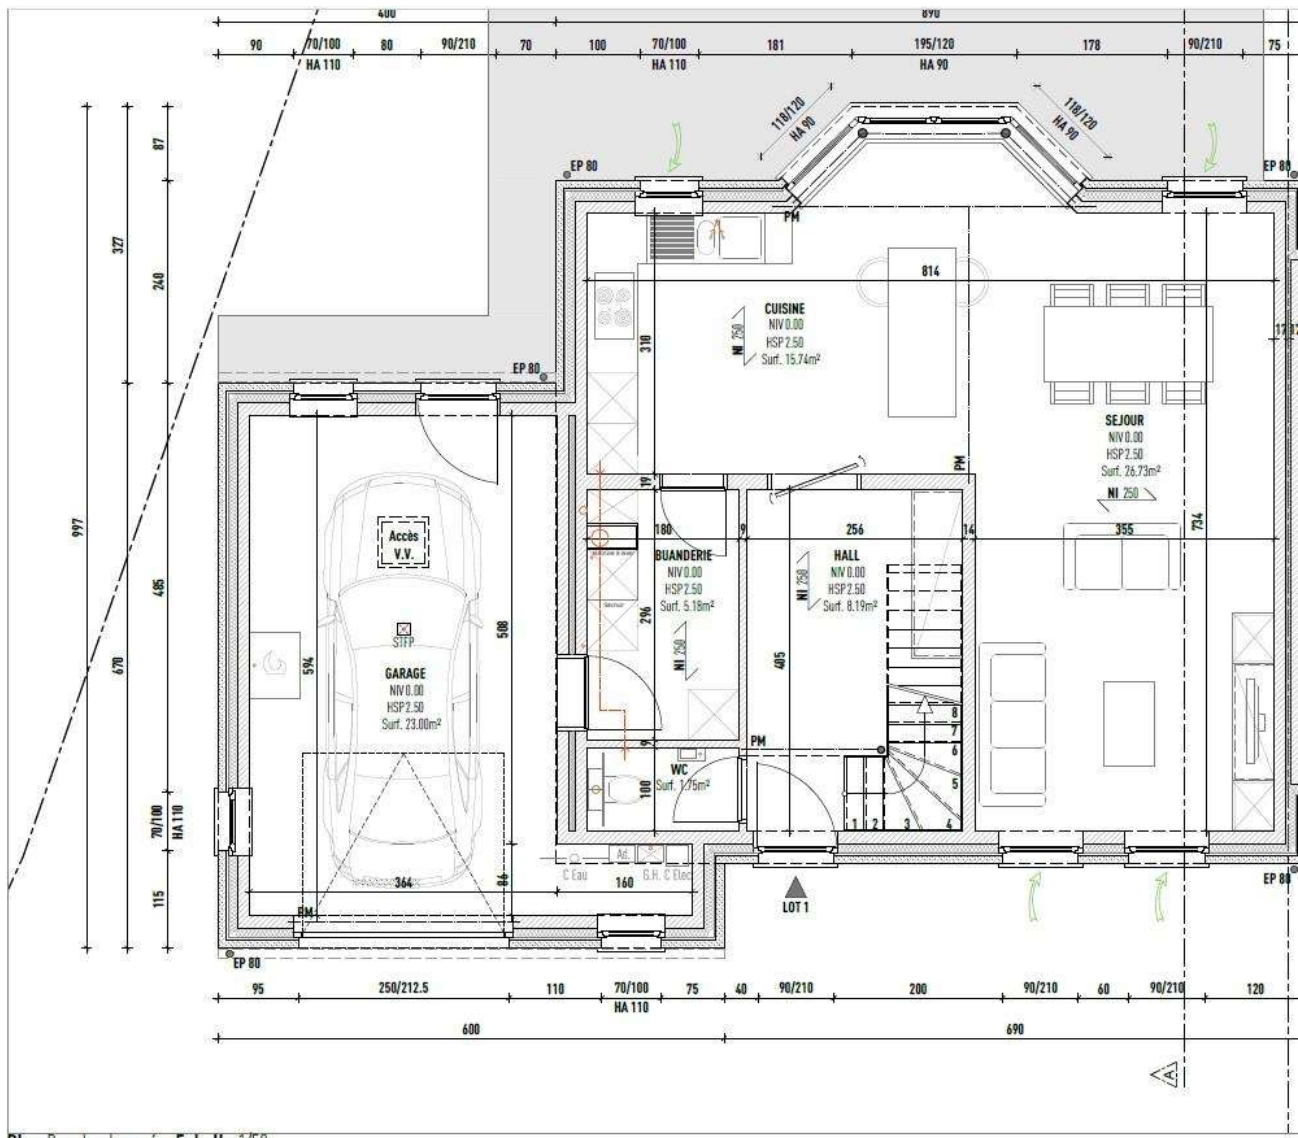 400
890
90
70/100
80
90/210
70
100
70/100
181
195/120
178
90/210
75
HA 110
HA 110
HA 90
118/120
HA 90
118/120
HA 90
87
327
240
997
485
670
70/100
HA 110
115
EP 80
EP 80
EP 80
PM
814
CUISINE
NIV 0.00
HSP 2.50
Surf. 15.74m²
NI 250
310
17
SEJOUR
NIV 0.00
HSP 2.50
Surf. 26.73m²
NI 250
PM
19
180
9
256
14
355
734
Accès
V.V.
BUANDERIE
NIV 0.00
HSP 2.50
Surf. 5.18m²
NI 250
Séchoir
296
HALL
NIV 0.00
HSP 2.50
Surf. 8.19m²
NI 250
405
508
594
STFP
GARAGE
NIV 0.00
HSP 2.50
Surf. 23.00m²
8
7
6
5
4
3
2
1
9
PM
WC
Surf. 1.75m²
100
Ad.
C Eau
G.H.
C Elec
364
86
160
PM
LOT 1
EP 80
EP 80
95
250/212.5
110
70/100
75
40
90/210
200
90/210
60
90/210
120
HA 110
600
690
A